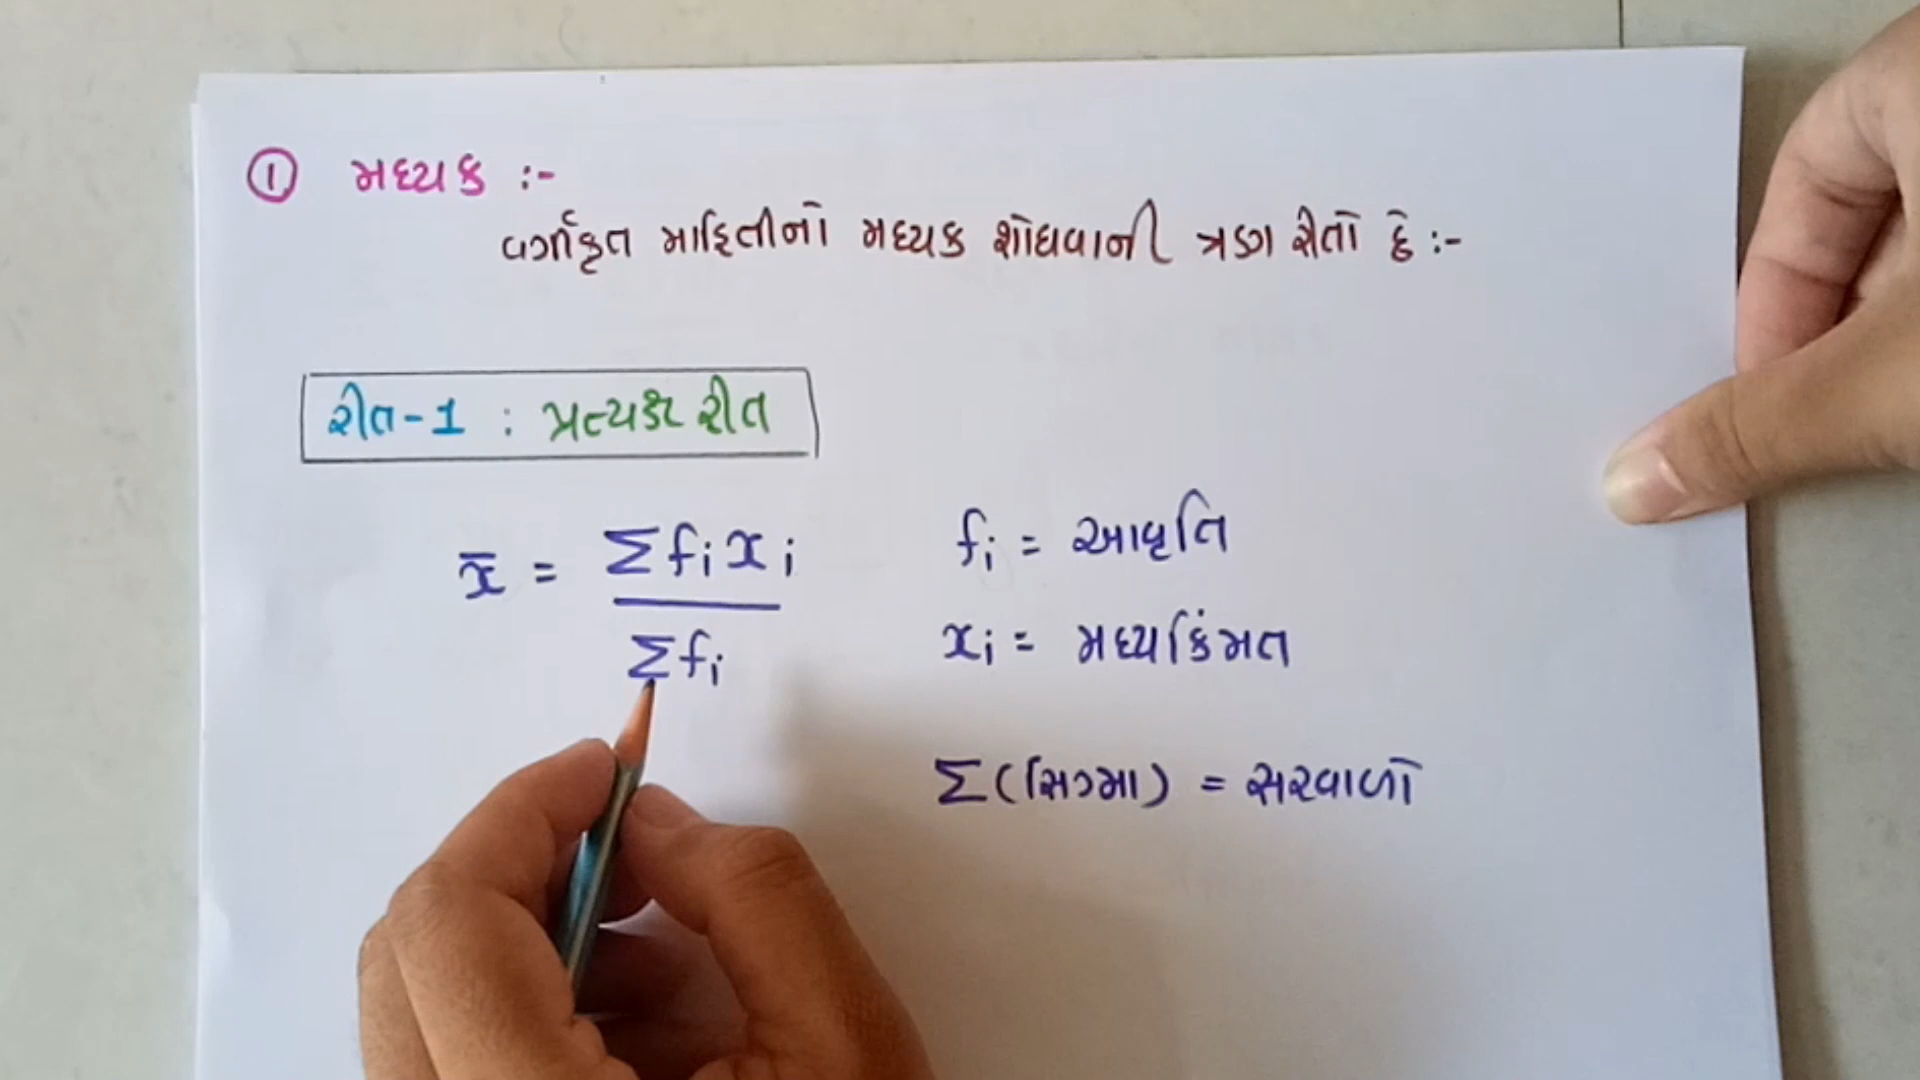 ① મધ્યક :-
વર્ગીકૃત માહિતીનો મધ્યક શોધવાની ત્રણ રીતો છે :-
રીત-1 : પ્રત્યક્ષ રીત
x̄ = Σfᵢxᵢ / Σfᵢ
fᵢ = આવૃતિ
xᵢ = મધ્યકિંમત
Σ (સિગ્મા) = સરવાળો